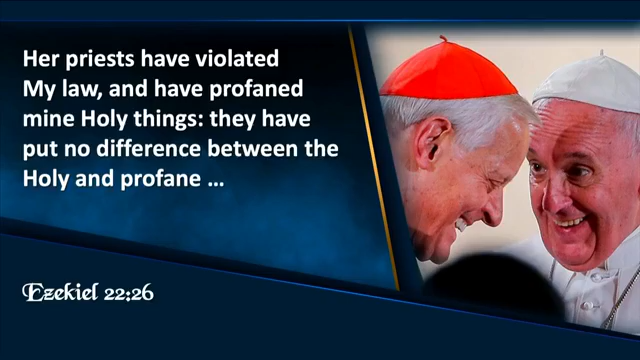 Her priests have violated
My law, and have profaned
mine Holy things: they have
put no difference between the
Holy and profane ...
Ezekiel 22:26